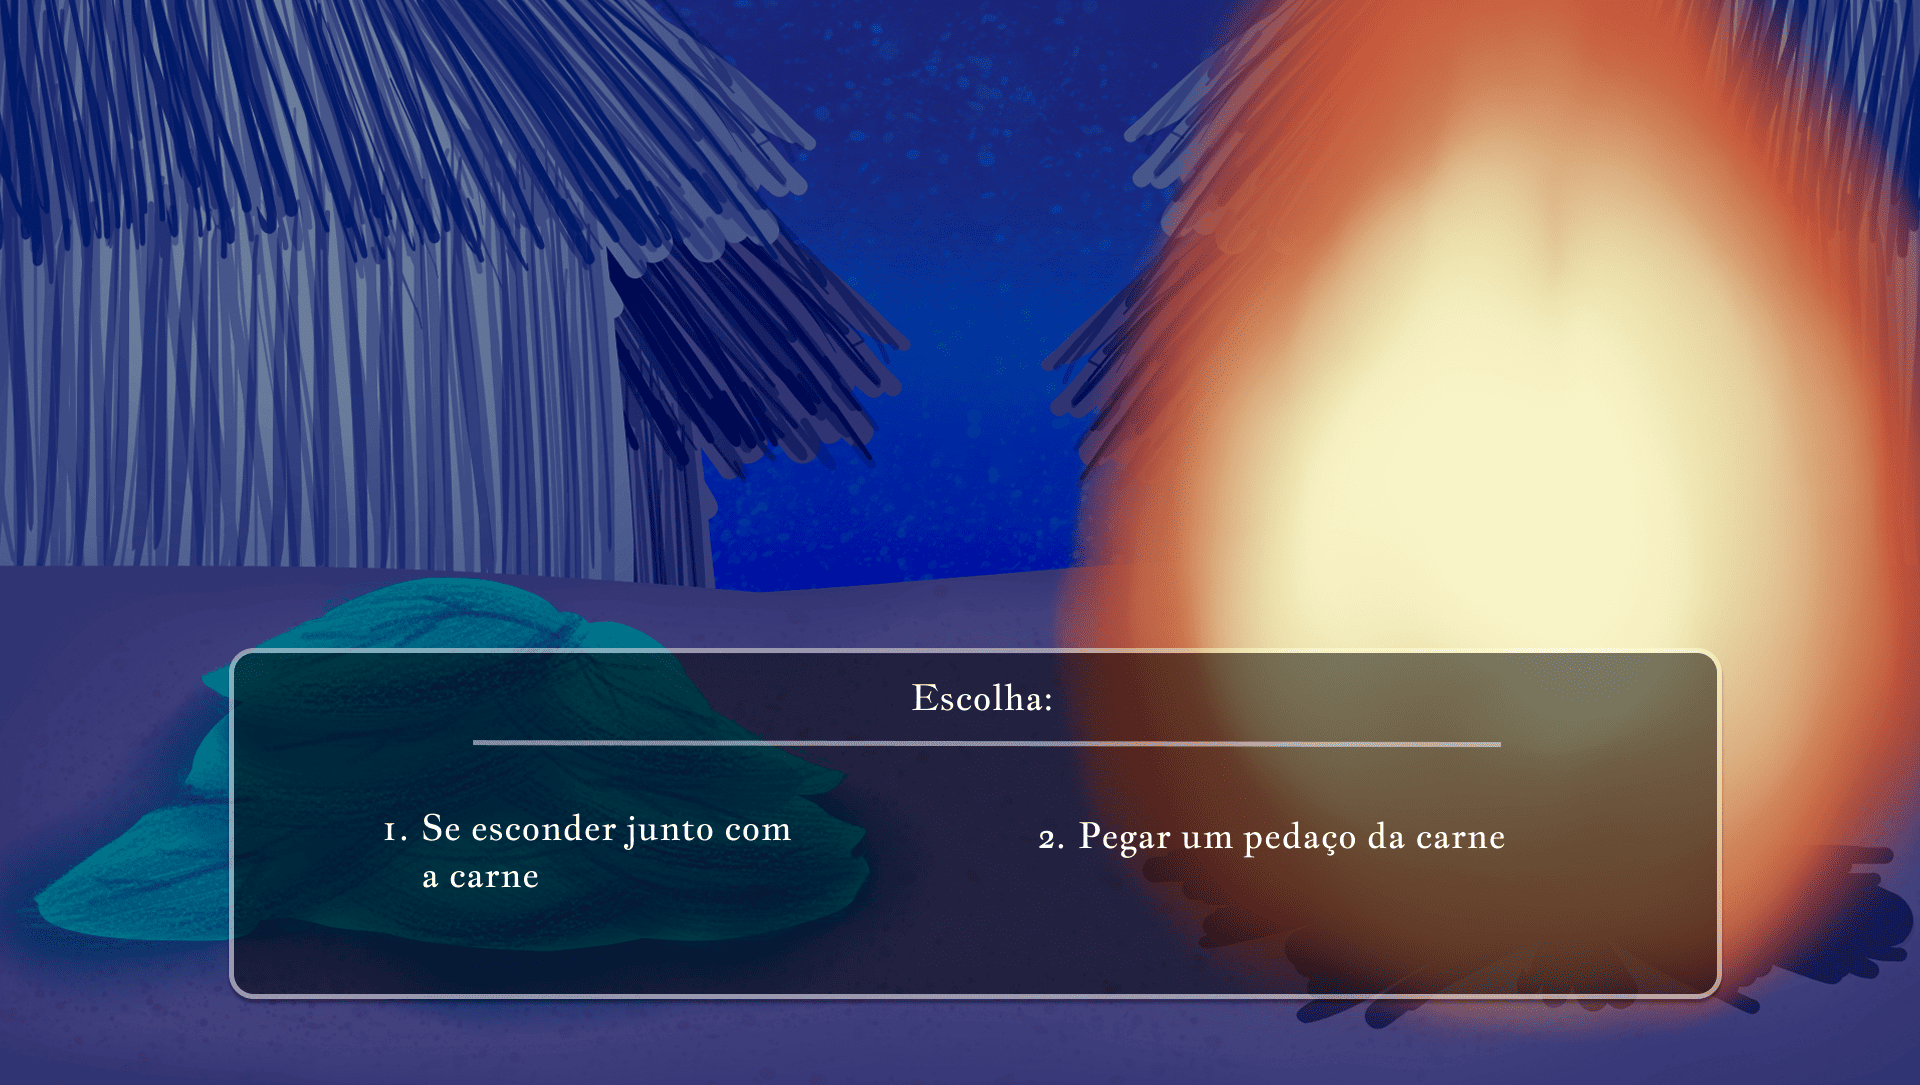 Escolha:
1. Se esconder junto com
a carne
2. Pegar um pedaço da carne